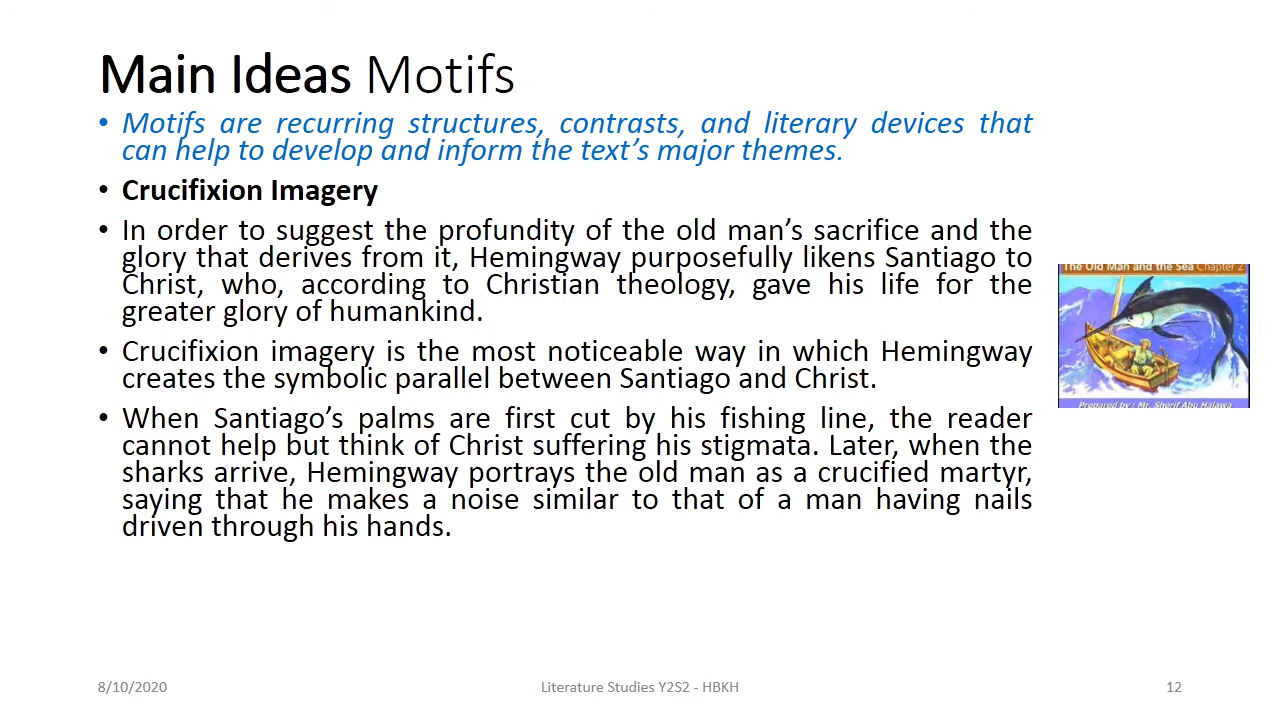 Main Ideas Motifs
• Motifs are recurring structures, contrasts, and literary devices that
can help to develop and inform the text’s major themes.
• Crucifixion Imagery
• In order to suggest the profundity of the old man’s sacrifice and the
glory that derives from it, Hemingway purposefully likens Santiago to
Christ, who, according to Christian theology, gave his life for the
greater glory of humankind.
• Crucifixion imagery is the most noticeable way in which Hemingway
creates the symbolic parallel between Santiago and Christ.
• When Santiago’s palms are first cut by his fishing line, the reader
cannot help but think of Christ suffering his stigmata. Later, when the
sharks arrive, Hemingway portrays the old man as a crucified martyr,
saying that he makes a noise similar to that of a man having nails
driven through his hands.
The Old Man and the Sea Chapter 2
Prepared by : Mr. Sherif Abu Halawa
8/10/2020
Literature Studies Y2S2 - HBKH
12